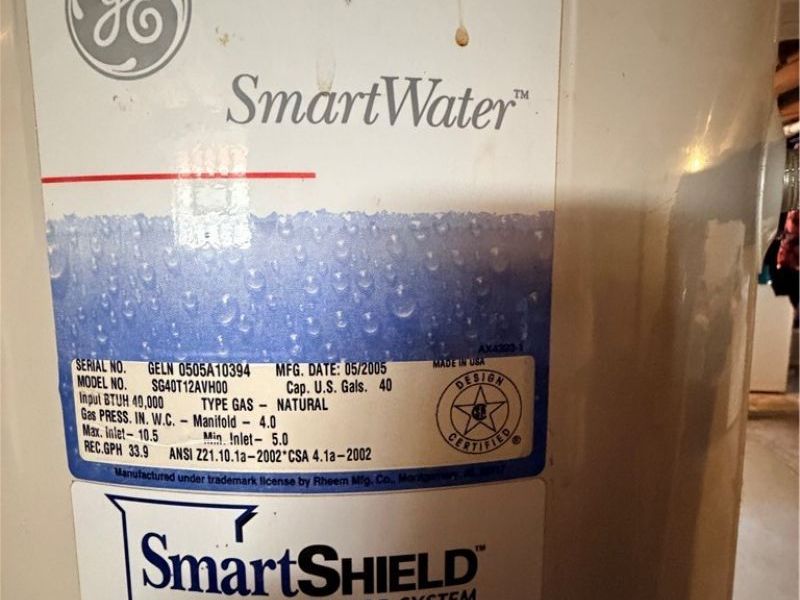 GE
SmartWater™
AX4323-1
SERIAL NO. GELN 0505A10394 MFG. DATE: 05/2005
MADE IN USA
MODEL NO. SG40T12AVH00 Cap. U.S. Gals. 40
Input BTUH 40,000 TYPE GAS - NATURAL
Gas PRESS. IN. W.C. - Manifold - 4.0
Max. Inlet- 10.5 Min. Inlet- 5.0
REC.GPH 33.9 ANSI Z21.10.1a-2002*CSA 4.1a-2002
DESIGN
CERTIFIED ®
Manufactured under trademark license by Rheem Mfg. Co., Montgomery,
SmartSHIELD™
SYSTEM